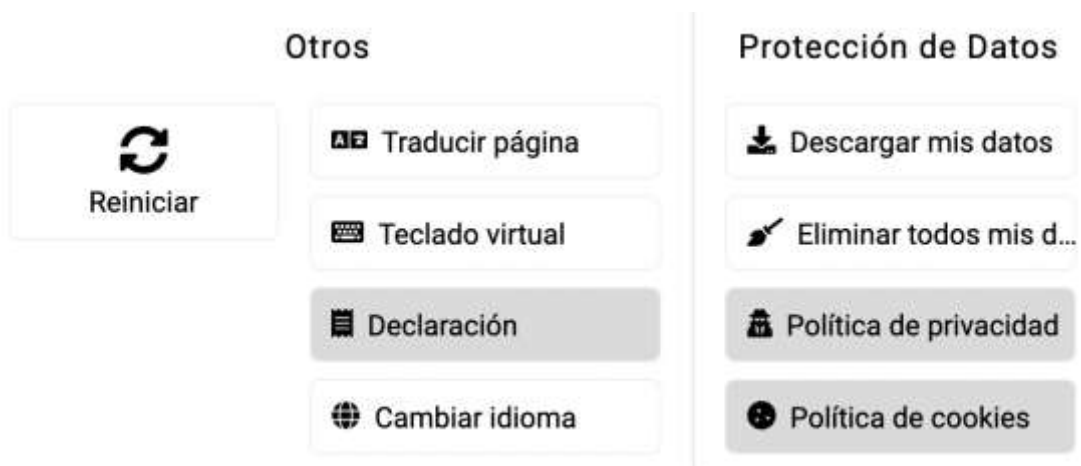 Otros
Reiniciar
Traducir página
Teclado virtual
Declaración
Cambiar idioma
Protección de Datos
Descargar mis datos
Eliminar todos mis d...
Política de privacidad
Política de cookies